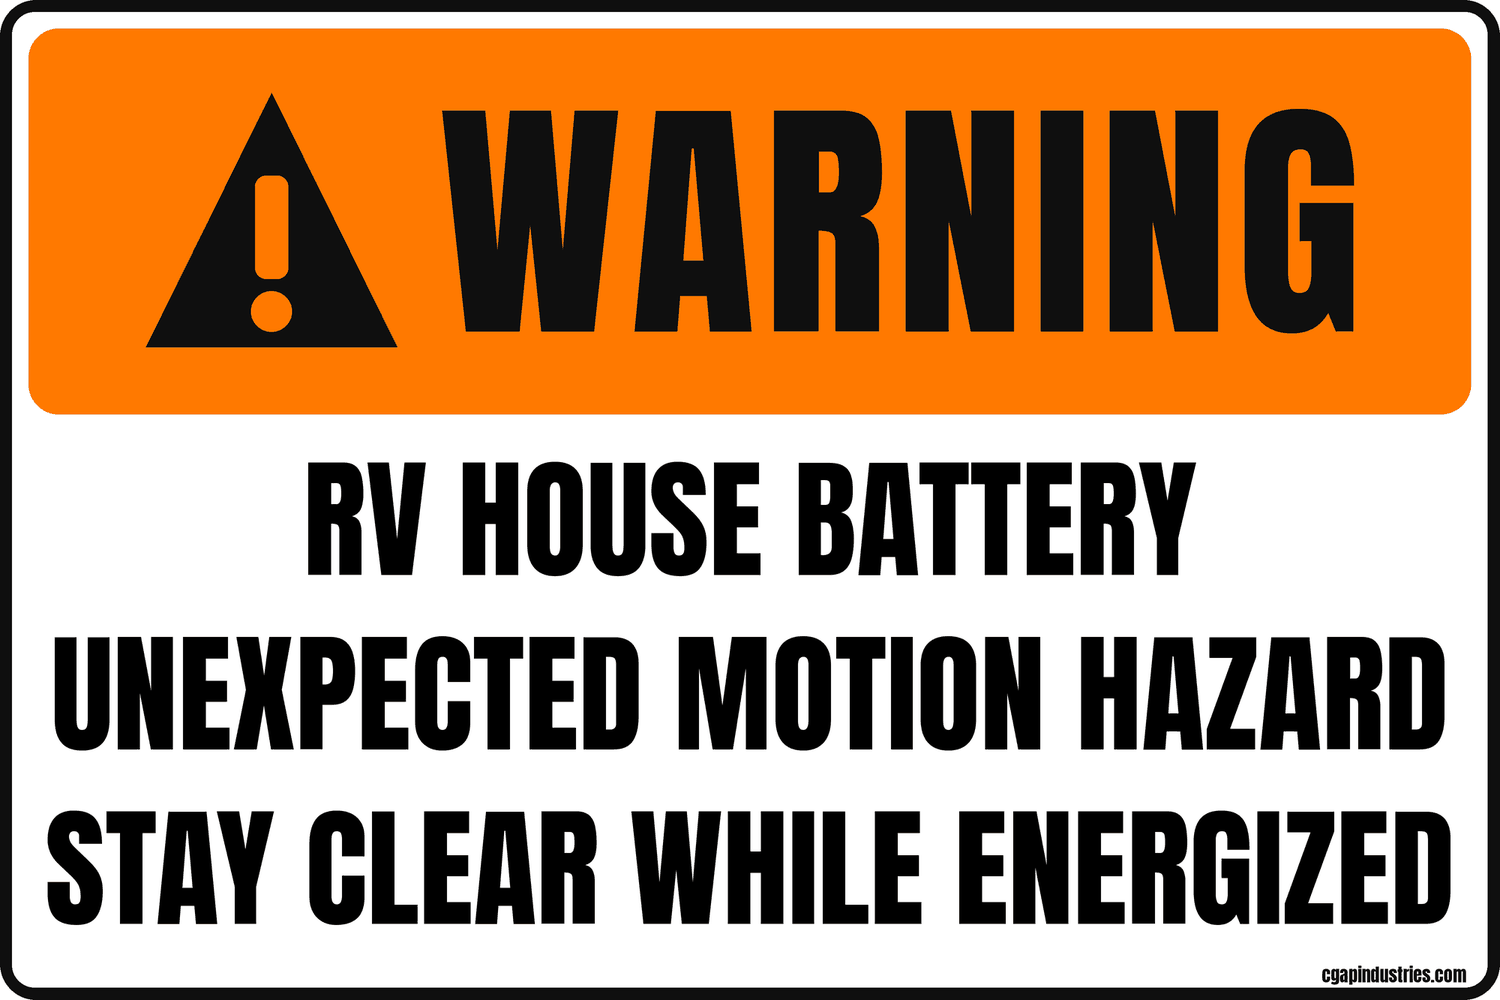 WARNING
RV HOUSE BATTERY
UNEXPECTED MOTION HAZARD
STAY CLEAR WHILE ENERGIZED
cgapindustries.com